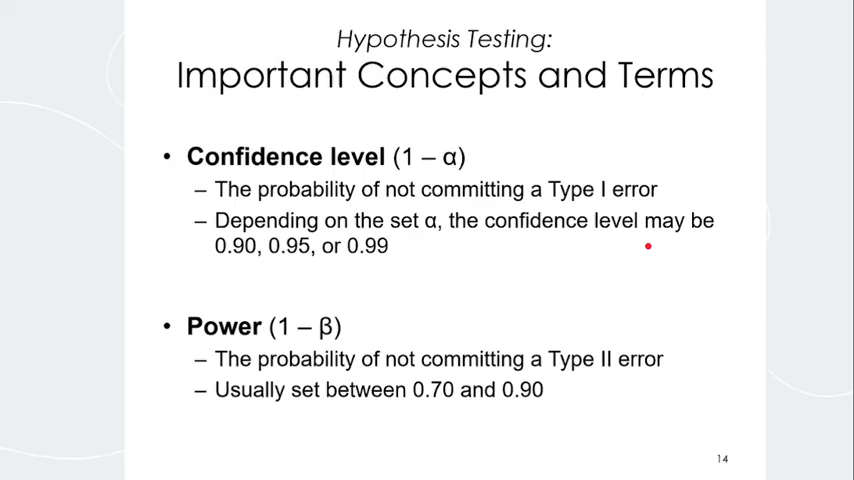 Hypothesis Testing:
Important Concepts and Terms
• Confidence level (1 – α)
– The probability of not committing a Type I error
– Depending on the set α, the confidence level may be
0.90, 0.95, or 0.99
• Power (1 – β)
– The probability of not committing a Type II error
– Usually set between 0.70 and 0.90
14